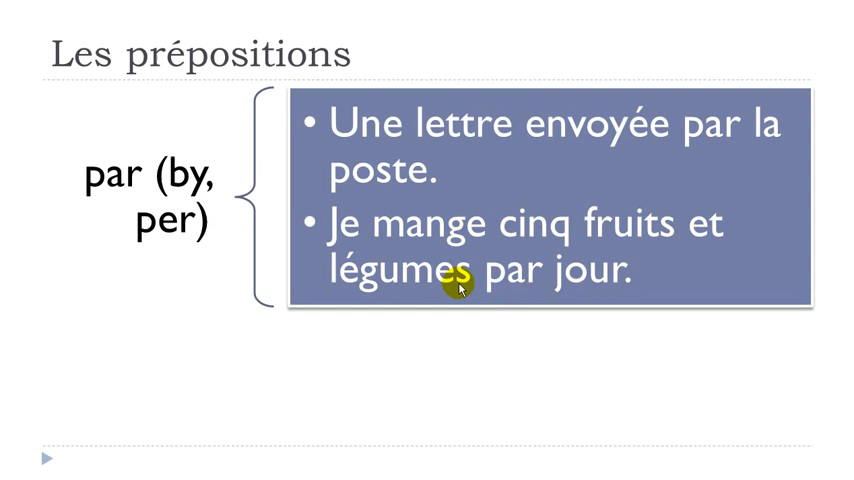 Les prépositions
par (by,
per)
• Une lettre envoyée par la
poste.
• Je mange cinq fruits et
légumes par jour.